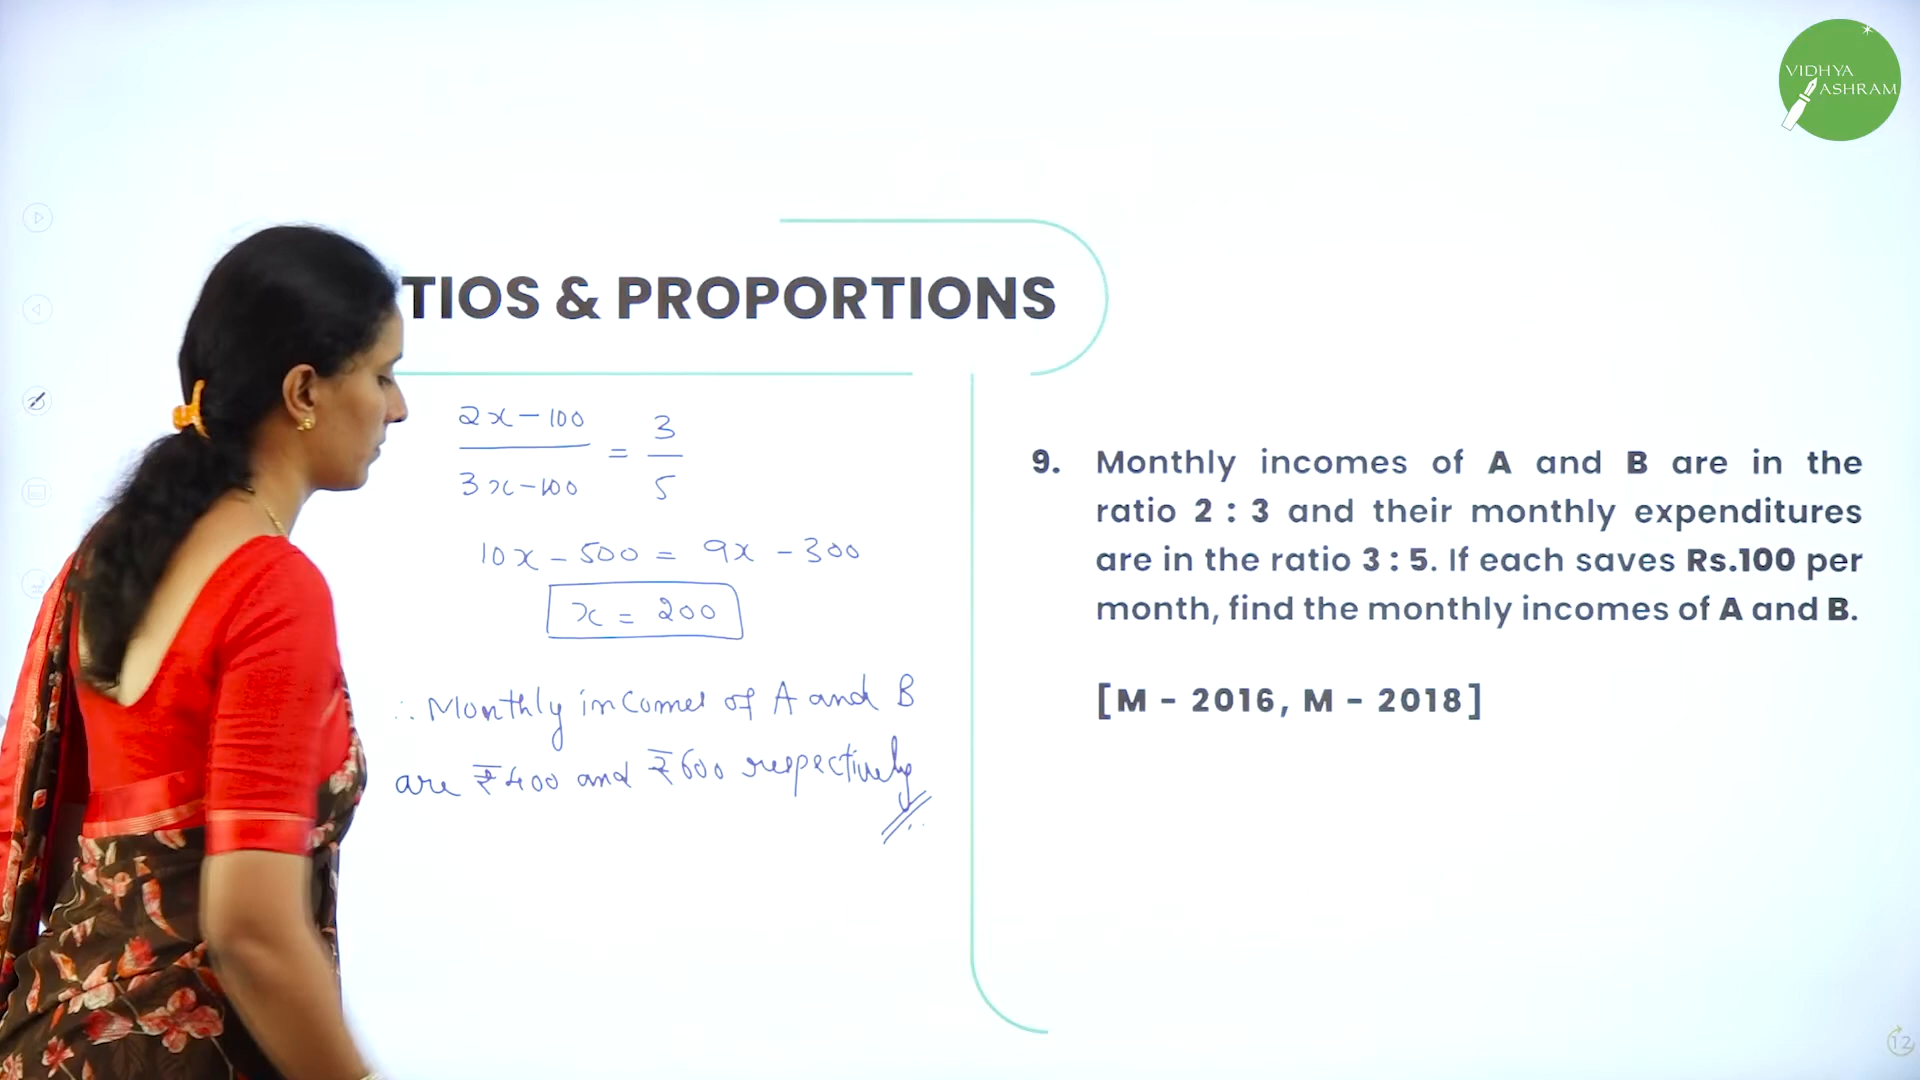 VIDHYA
ASHRAM
TIOS & PROPORTIONS
2x - 100
3x - 100
=
3
5
10x - 500 = 9x - 300
x = 200
∴ Monthly incomes of A and B
are ₹400 and ₹600 respectively
9. Monthly incomes of A and B are in the
ratio 2 : 3 and their monthly expenditures
are in the ratio 3 : 5. If each saves Rs.100 per
month, find the monthly incomes of A and B.
[M - 2016, M - 2018]
12